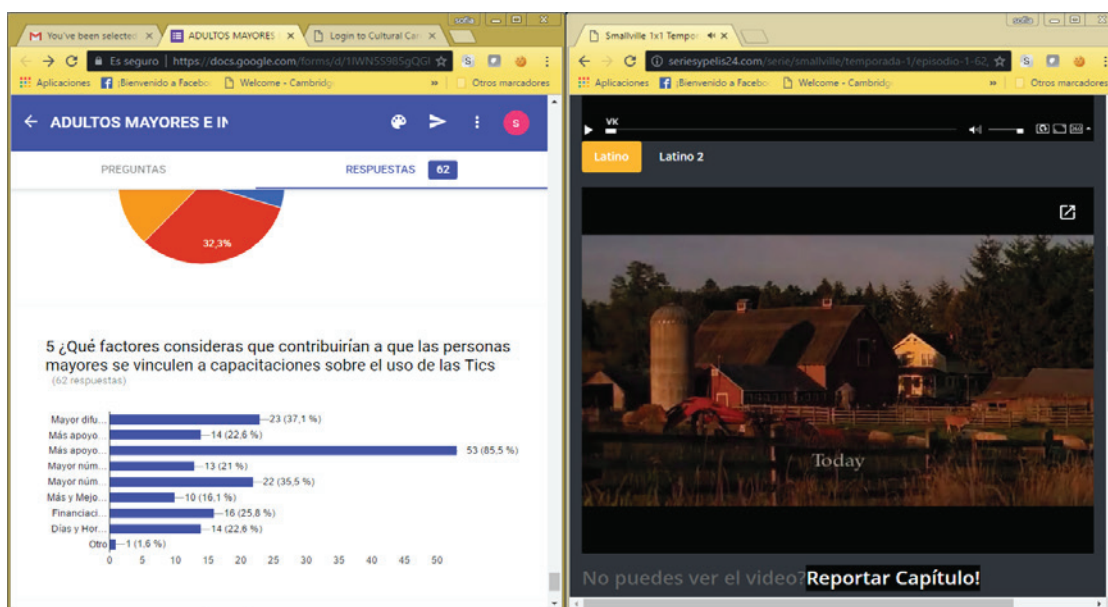 sofia
You've been selected
ADULTOS MAYORES
Login to Cultural Car
Es seguro | https://docs.google.com/forms/d/1IWNS5985gQGl
Aplicaciones
¡Bienvenido a Facebo
Welcome - Cambridg
»
Otros marcadores
← ADULTOS MAYORES E IN
S
PREGUNTAS
RESPUESTAS 62
32,3%
5 ¿Qué factores consideras que contribuirían a que las personas
mayores se vinculen a capacitaciones sobre el uso de las Tics
(62 respuestas)
Mayor difu... 23 (37,1 %)
Más apoyo... 14 (22,6 %)
Más apoyo... 53 (85,5 %)
Mayor núm... 13 (21 %)
Mayor núm... 22 (35,5 %)
Más y Mejo... 10 (16,1 %)
Financiaci... 16 (25,8 %)
Días y Hor... 14 (22,6 %)
Otro 1 (1,6 %)
0 5 10 15 20 25 30 35 40 45 50
sofia
Smallville 1x1 Tempo
seriesypelis24.com/serie/smallville/temporada-1/episodio-1-62,
Aplicaciones
¡Bienvenido a Facebo
Welcome - Cambridg
»
Otros marcadores
VK
Latino
Latino 2
Today
No puedes ver el video?Reportar Capítulo!